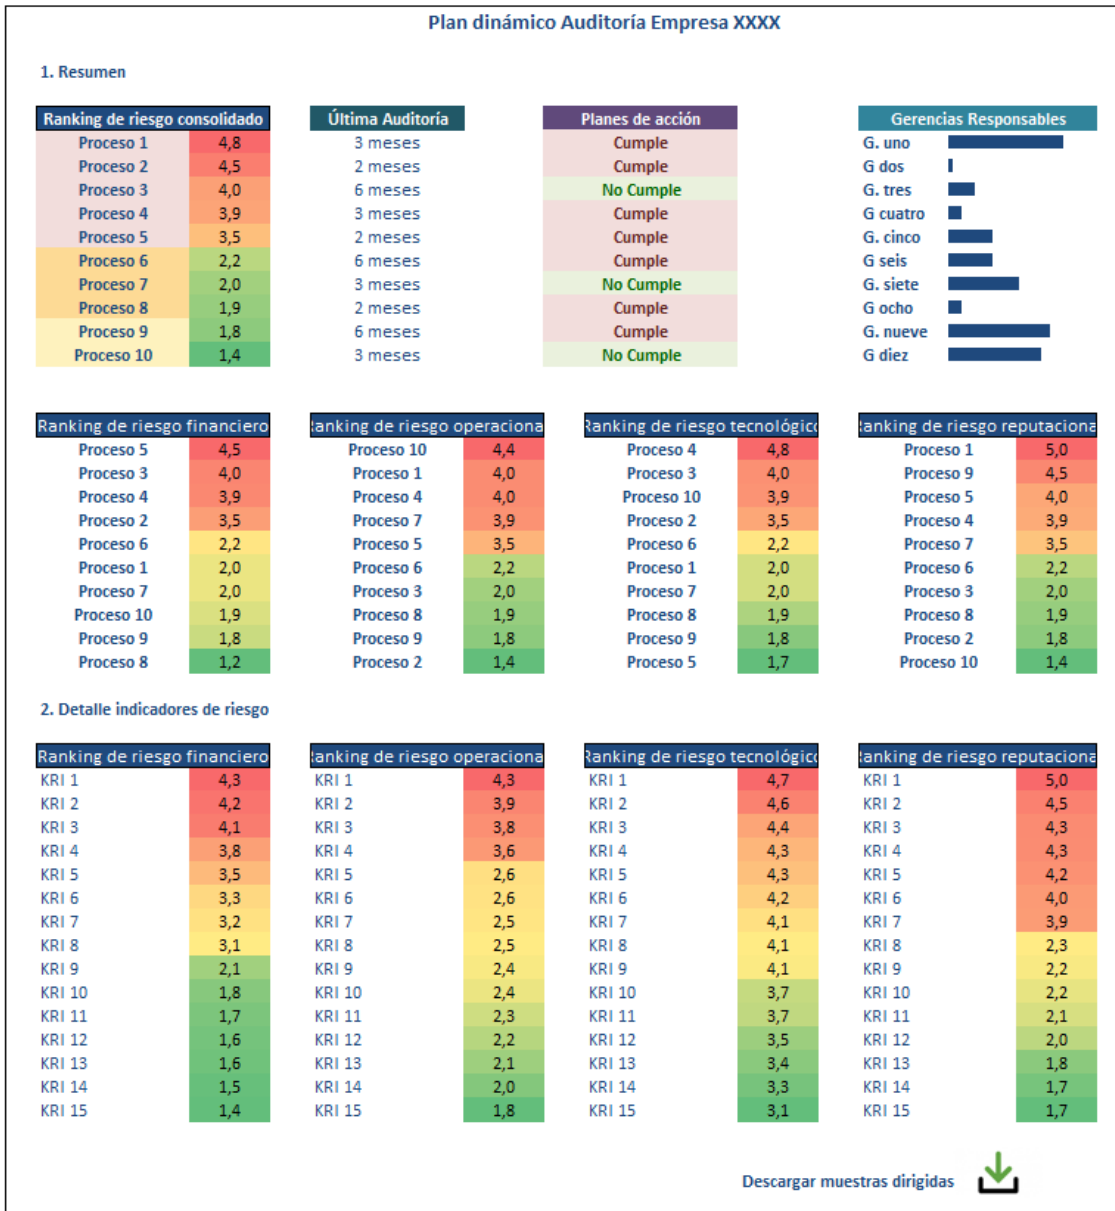 Plan dinámico Auditoría Empresa XXXX
1. Resumen
Ranking de riesgo consolidado Última Auditoría Planes de acción Gerencias Responsables
Proceso 1 4,8 3 meses Cumple G. uno
Proceso 2 4,5 2 meses Cumple G dos
Proceso 3 4,0 6 meses No Cumple G. tres
Proceso 4 3,9 3 meses Cumple G cuatro
Proceso 5 3,5 2 meses Cumple G. cinco
Proceso 6 2,2 6 meses Cumple G seis
Proceso 7 2,0 3 meses No Cumple G. siete
Proceso 8 1,9 2 meses Cumple G ocho
Proceso 9 1,8 6 meses Cumple G. nueve
Proceso 10 1,4 3 meses No Cumple G diez
Ranking de riesgo financiero anking de riesgo operaciona Ranking de riesgo tecnológico anking de riesgo reputaciona
Proceso 5 4,5 Proceso 10 4,4 Proceso 4 4,8 Proceso 1 5,0
Proceso 3 4,0 Proceso 1 4,0 Proceso 3 4,0 Proceso 9 4,5
Proceso 4 3,9 Proceso 4 4,0 Proceso 10 3,9 Proceso 5 4,0
Proceso 2 3,5 Proceso 7 3,9 Proceso 2 3,5 Proceso 4 3,9
Proceso 6 2,2 Proceso 5 3,5 Proceso 6 2,2 Proceso 7 3,5
Proceso 1 2,0 Proceso 6 2,2 Proceso 1 2,0 Proceso 6 2,2
Proceso 7 2,0 Proceso 3 2,0 Proceso 7 2,0 Proceso 3 2,0
Proceso 10 1,9 Proceso 8 1,9 Proceso 8 1,9 Proceso 8 1,9
Proceso 9 1,8 Proceso 9 1,8 Proceso 9 1,8 Proceso 2 1,8
Proceso 8 1,2 Proceso 2 1,4 Proceso 5 1,7 Proceso 10 1,4
2. Detalle indicadores de riesgo
Ranking de riesgo financiero anking de riesgo operaciona Ranking de riesgo tecnológico anking de riesgo reputaciona
KRI 1 4,3 KRI 1 4,3 KRI 1 4,7 KRI 1 5,0
KRI 2 4,2 KRI 2 3,9 KRI 2 4,6 KRI 2 4,5
KRI 3 4,1 KRI 3 3,8 KRI 3 4,4 KRI 3 4,3
KRI 4 3,8 KRI 4 3,6 KRI 4 4,3 KRI 4 4,3
KRI 5 3,5 KRI 5 2,6 KRI 5 4,3 KRI 5 4,2
KRI 6 3,3 KRI 6 2,6 KRI 6 4,2 KRI 6 4,0
KRI 7 3,2 KRI 7 2,5 KRI 7 4,1 KRI 7 3,9
KRI 8 3,1 KRI 8 2,5 KRI 8 4,1 KRI 8 2,3
KRI 9 2,1 KRI 9 2,4 KRI 9 4,1 KRI 9 2,2
KRI 10 1,8 KRI 10 2,4 KRI 10 3,7 KRI 10 2,2
KRI 11 1,7 KRI 11 2,3 KRI 11 3,7 KRI 11 2,1
KRI 12 1,6 KRI 12 2,2 KRI 12 3,5 KRI 12 2,0
KRI 13 1,6 KRI 13 2,1 KRI 13 3,4 KRI 13 1,8
KRI 14 1,5 KRI 14 2,0 KRI 14 3,3 KRI 14 1,7
KRI 15 1,4 KRI 15 1,8 KRI 15 3,1 KRI 15 1,7
Descargar muestras dirigidas